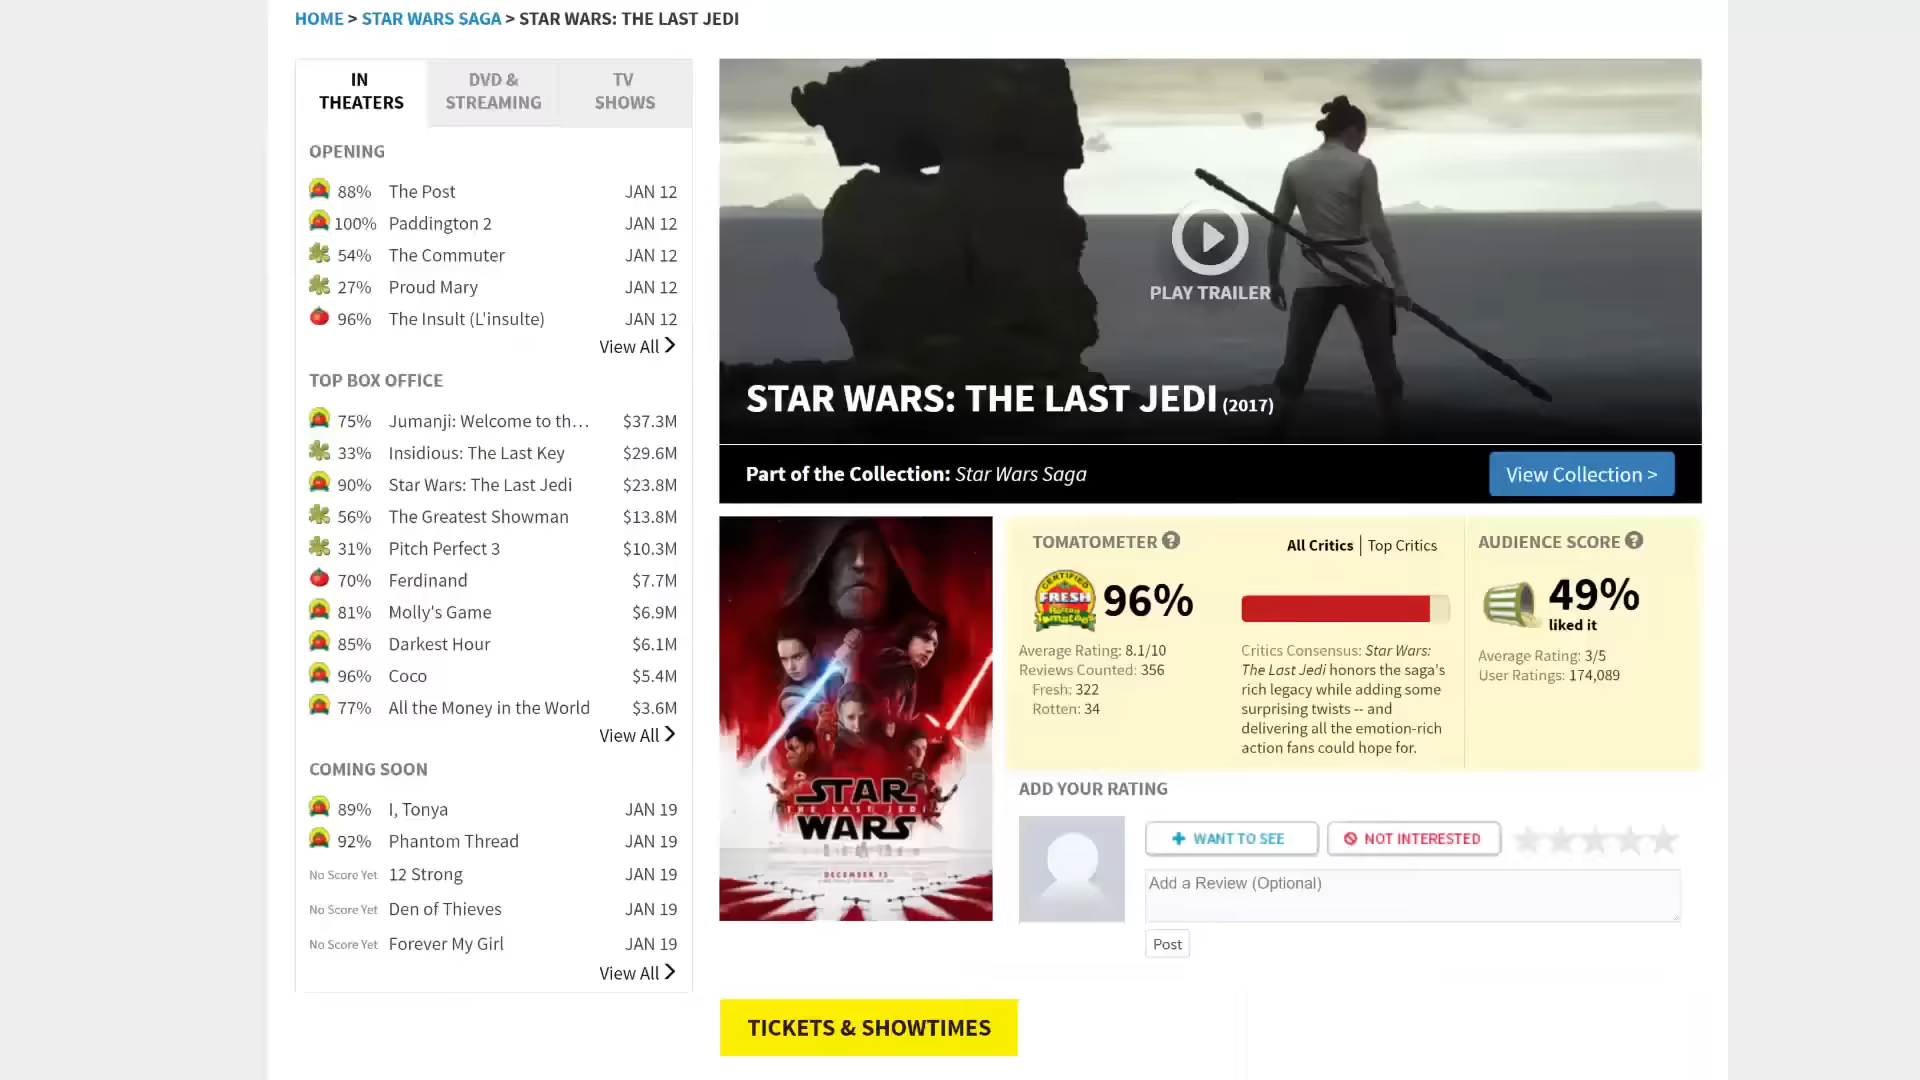 HOME > STAR WARS SAGA > STAR WARS: THE LAST JEDI
IN
THEATERS
DVD &
STREAMING
TV
SHOWS
OPENING
88% The Post JAN 12
100% Paddington 2 JAN 12
54% The Commuter JAN 12
27% Proud Mary JAN 12
96% The Insult (L'insulte) JAN 12
View All
TOP BOX OFFICE
75% Jumanji: Welcome to th... $37.3M
33% Insidious: The Last Key $29.6M
90% Star Wars: The Last Jedi $23.8M
56% The Greatest Showman $13.8M
31% Pitch Perfect 3 $10.3M
70% Ferdinand $7.7M
81% Molly's Game $6.9M
85% Darkest Hour $6.1M
96% Coco $5.4M
77% All the Money in the World $3.6M
View All
COMING SOON
89% I, Tonya JAN 19
92% Phantom Thread JAN 19
No Score Yet 12 Strong JAN 19
No Score Yet Den of Thieves JAN 19
No Score Yet Forever My Girl JAN 19
View All
PLAY TRAILER
STAR WARS: THE LAST JEDI (2017)
Part of the Collection: Star Wars Saga
View Collection >
STAR
THE LAST JEDI
WARS
DECEMBER 15
TOMATOMETER ?
All Critics | Top Critics
CERTIFIED
FRESH
Rotten
Tomatoes
96%
Average Rating: 8.1/10
Reviews Counted: 356
Fresh: 322
Rotten: 34
Critics Consensus: Star Wars:
The Last Jedi honors the saga's
rich legacy while adding some
surprising twists -- and
delivering all the emotion-rich
action fans could hope for.
AUDIENCE SCORE ?
49%
liked it
Average Rating: 3/5
User Ratings: 174,089
ADD YOUR RATING
+ WANT TO SEE
NOT INTERESTED
Add a Review (Optional)
Post
TICKETS & SHOWTIMES